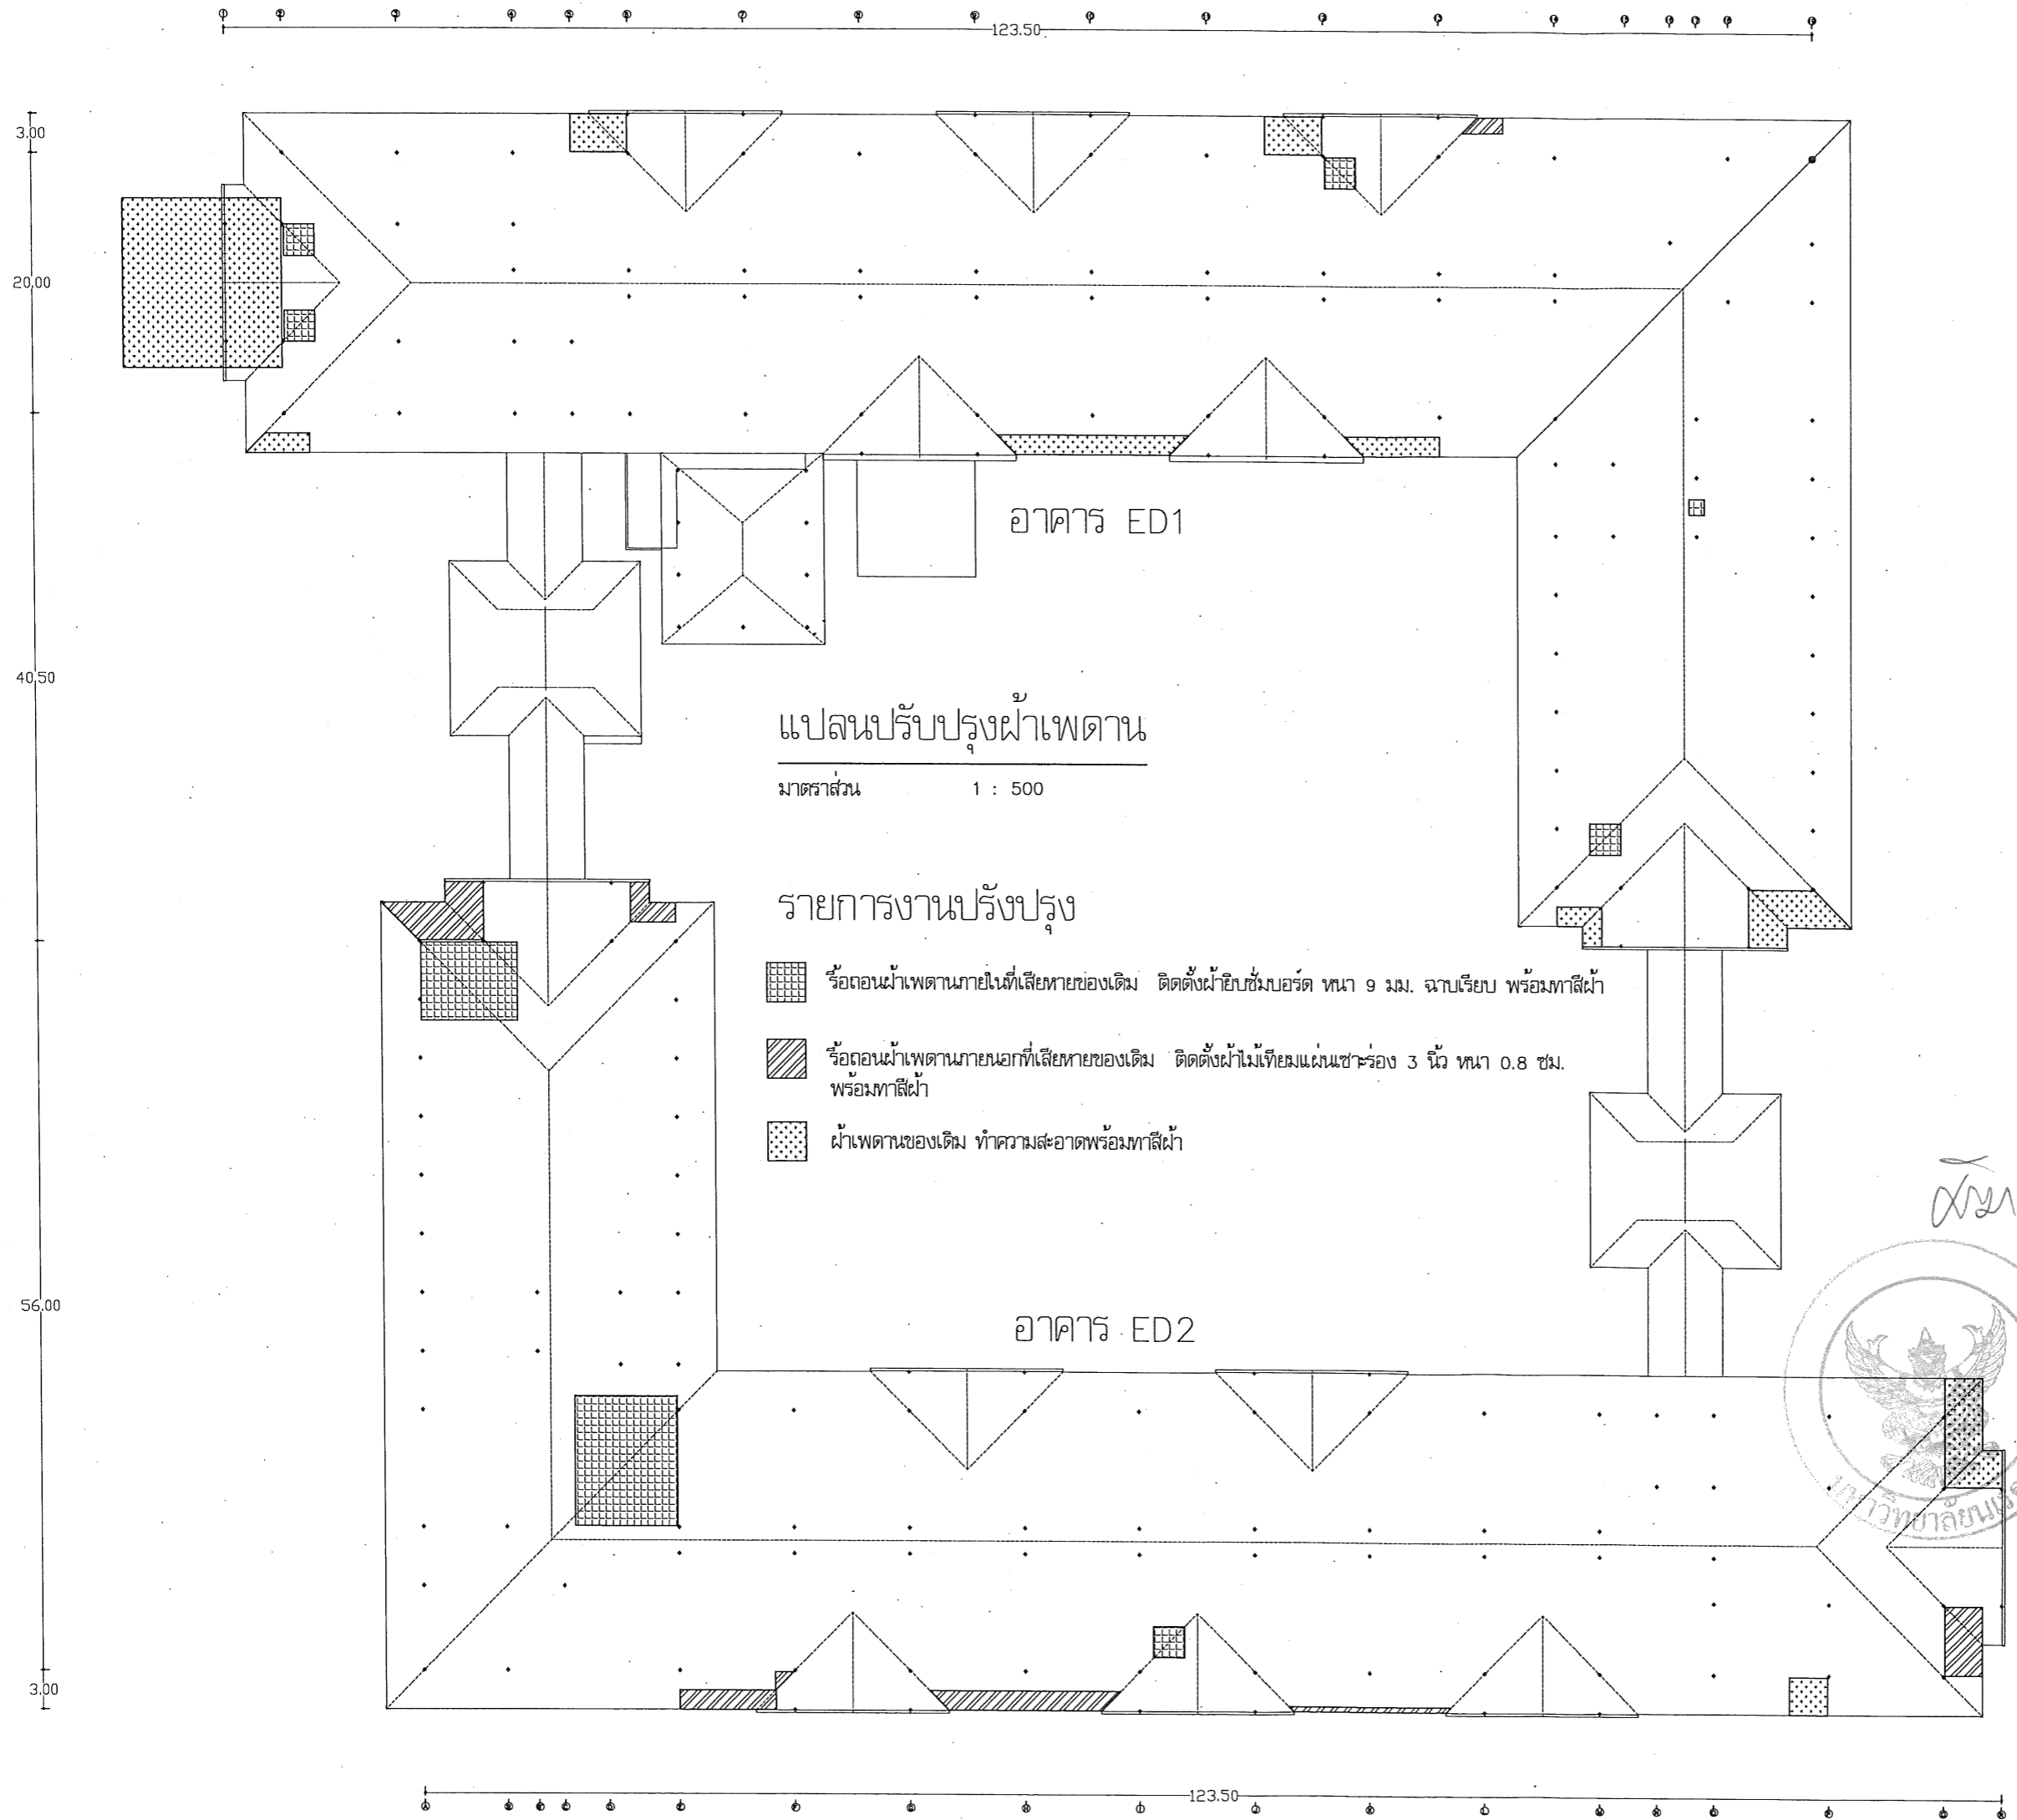 123.50
3.00
20.00
อาคาร ED1
40.50
แปลนปรับปรุงฝ้าเพดาน
มาตราส่วน 1 : 500
รายการงานปรังปรุง
รื้อถอนฝ้าเพดานภายในที่เสียหายของเดิม ติดตั้งฝ้ายิบซั่มบอร์ด หนา 9 มม. ฉาบเรียบ พร้อมทาสีฝ้า
รื้อถอนฝ้าเพดานภายนอกที่เสียหายของเดิม ติดตั้งฝ้าไม้เทียมแผ่นเซาะร่อง 3 นิ้ว หนา 0.8 ซม.
พร้อมทาสีฝ้า
ฝ้าเพดานของเดิม ทำความสะอาดพร้อมทาสีฝ้า
56.00
อาคาร ED2
3.00
123.50